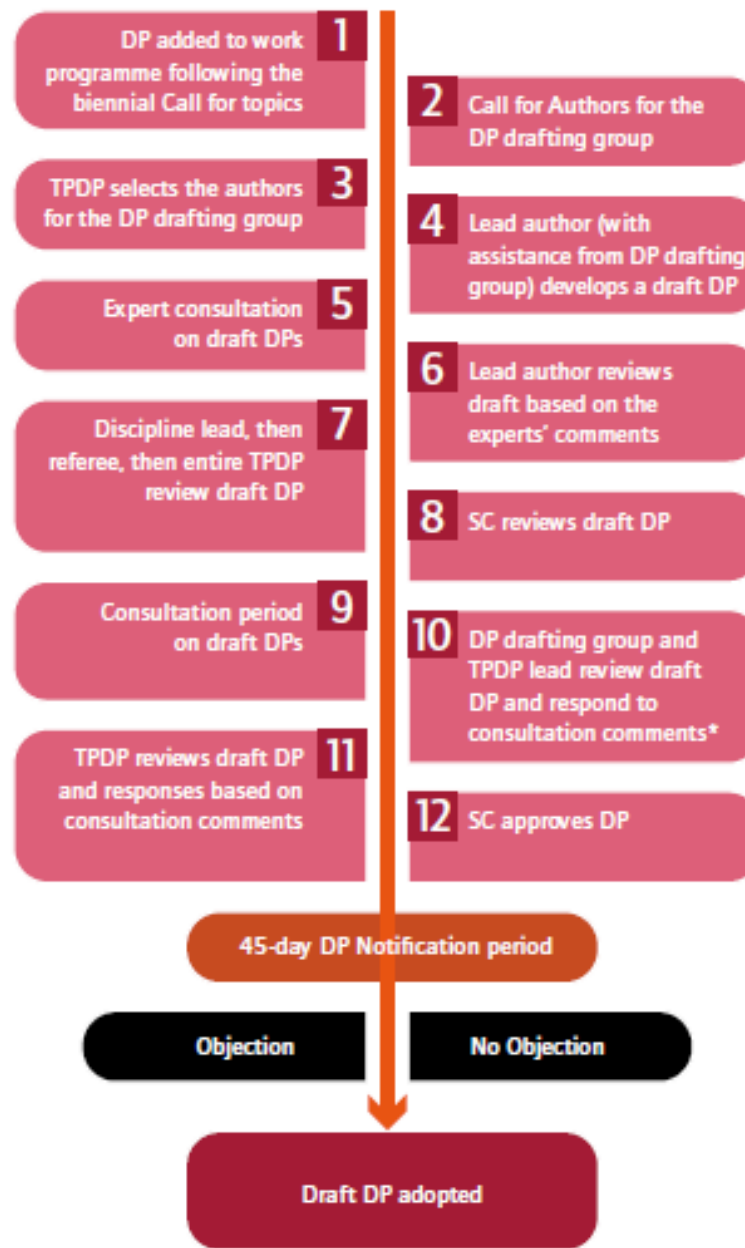 1
DP added to work
programme following the
biennial Call for topics
2
Call for Authors for the
DP drafting group
3
TPDP selects the authors
for the DP drafting group
4
Lead author (with
assistance from DP drafting
group) develops a draft DP
5
Expert consultation
on draft DPs
6
Lead author reviews
draft based on the
experts' comments
7
Discipline lead, then
referee, then entire TPDP
review draft DP
8
SC reviews draft DP
9
Consultation period
on draft DPs
10
DP drafting group and
TPDP lead review draft
DP and respond to
consultation comments*
11
TPDP reviews draft DP
and responses based on
consultation comments
12
SC approves DP
45-day DP Notification period
Objection
No Objection
Draft DP adopted